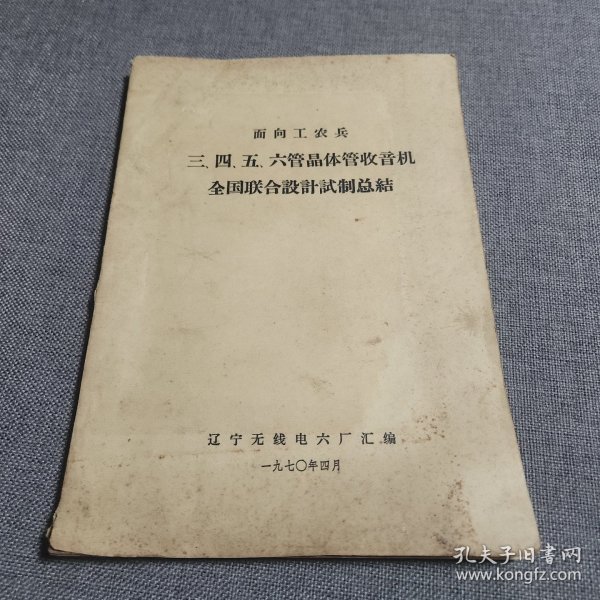 面向工农兵
三、四、五、六管晶体管收音机
全国联合設計試制总結
辽宁无线电六厂汇编
一九七〇年四月
孔夫子旧书网
www.kongfz.com